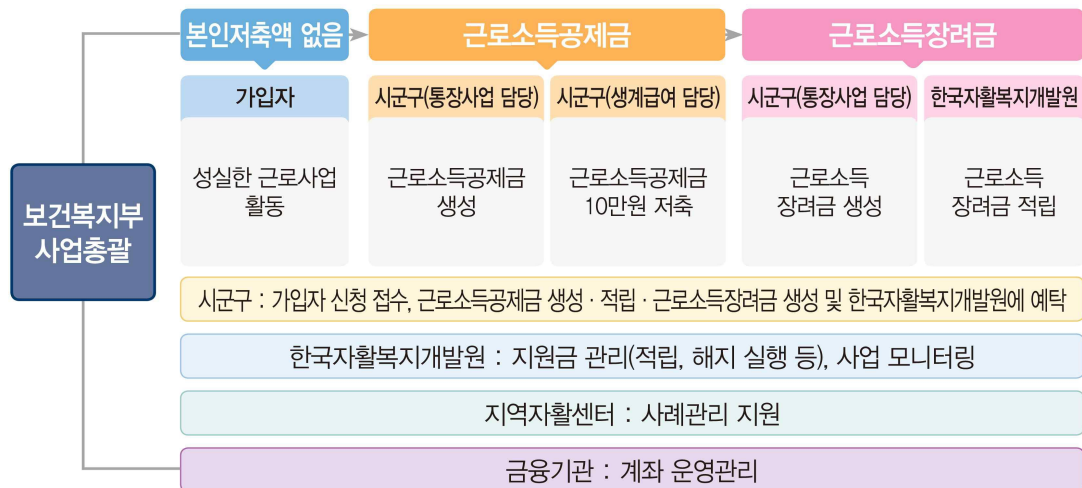 본인저축액 없음
근로소득공제금
근로소득장려금
가입자
시군구(통장사업 담당)
시군구(생계급여 담당)
시군구(통장사업 담당)
한국자활복지개발원
성실한 근로사업
활동
근로소득공제금
생성
근로소득공제금
10만원 저축
근로소득
장려금 생성
근로소득
장려금 적립
보건복지부
사업총괄
시군구 : 가입자 신청 접수, 근로소득공제금 생성 · 적립 · 근로소득장려금 생성 및 한국자활복지개발원에 예탁
한국자활복지개발원 : 지원금 관리(적립, 해지 실행 등), 사업 모니터링
지역자활센터 : 사례관리 지원
금융기관 : 계좌 운영관리